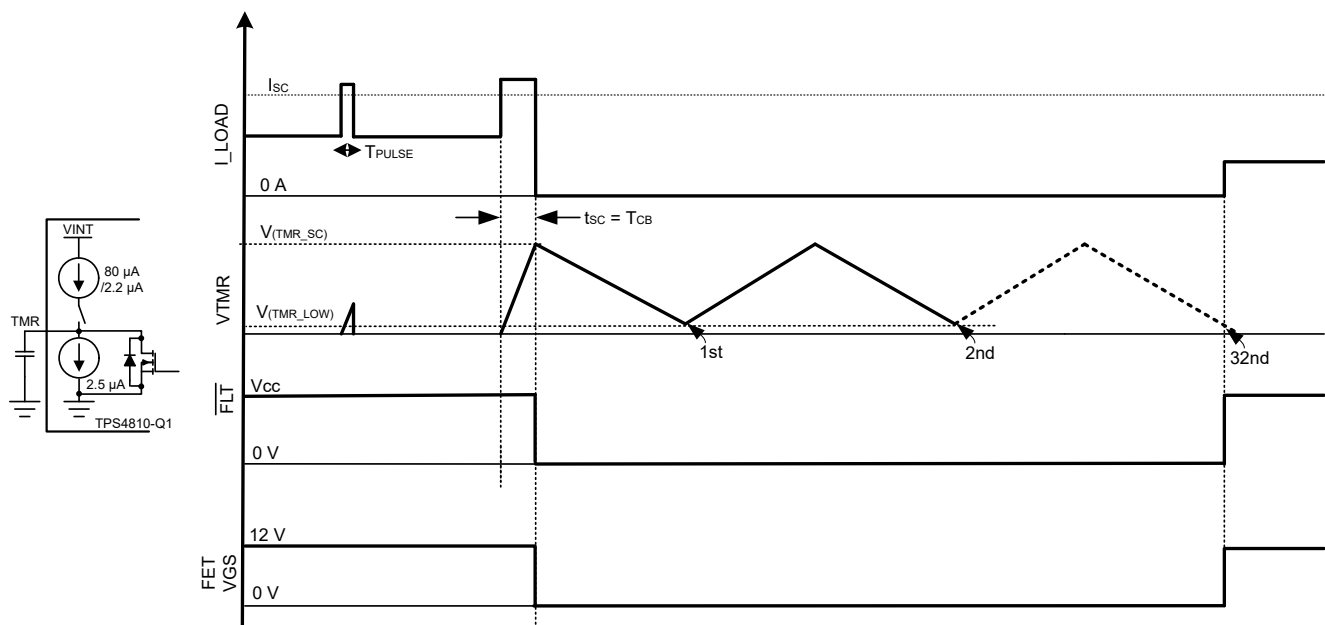 VINT
80 µA
/2.2 µA
TMR
2.5 µA
TPS4810-Q1
I_LOAD
ISC
TPULSE
0 A
tSC = TCB
VTMR
V(TMR_SC)
V(TMR_LOW)
1st
2nd
32nd
FLT
Vcc
0 V
FET
VGS
12 V
0 V